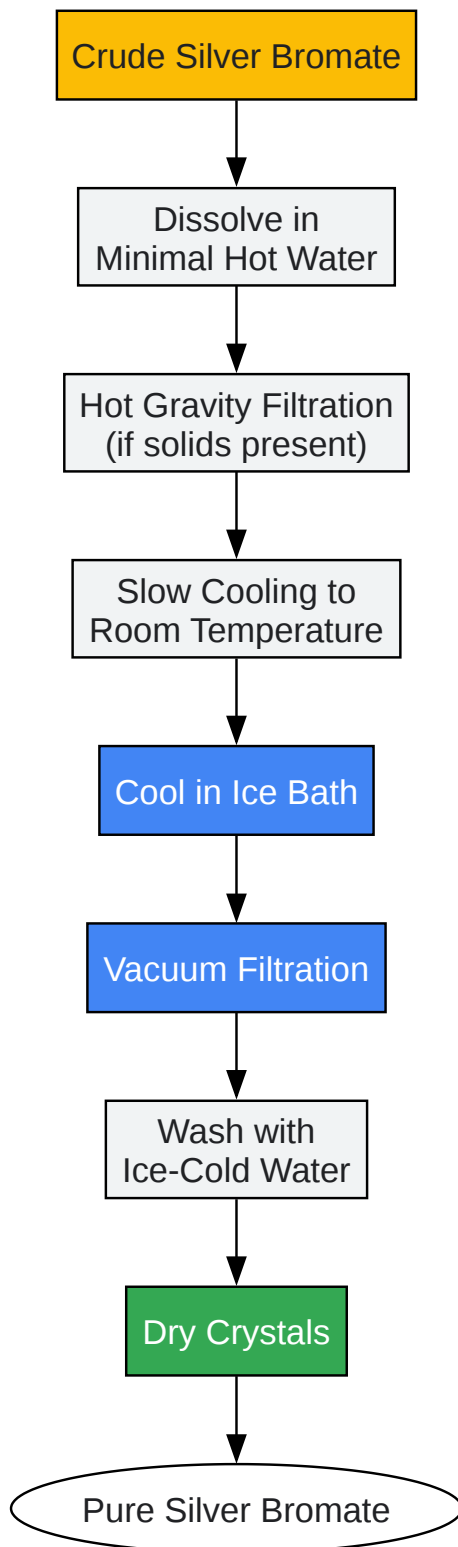 Crude Silver Bromate
Dissolve in
Minimal Hot Water
Hot Gravity Filtration
(if solids present)
Slow Cooling to
Room Temperature
Cool in Ice Bath
Vacuum Filtration
Wash with
Ice-Cold Water
Dry Crystals
Pure Silver Bromate